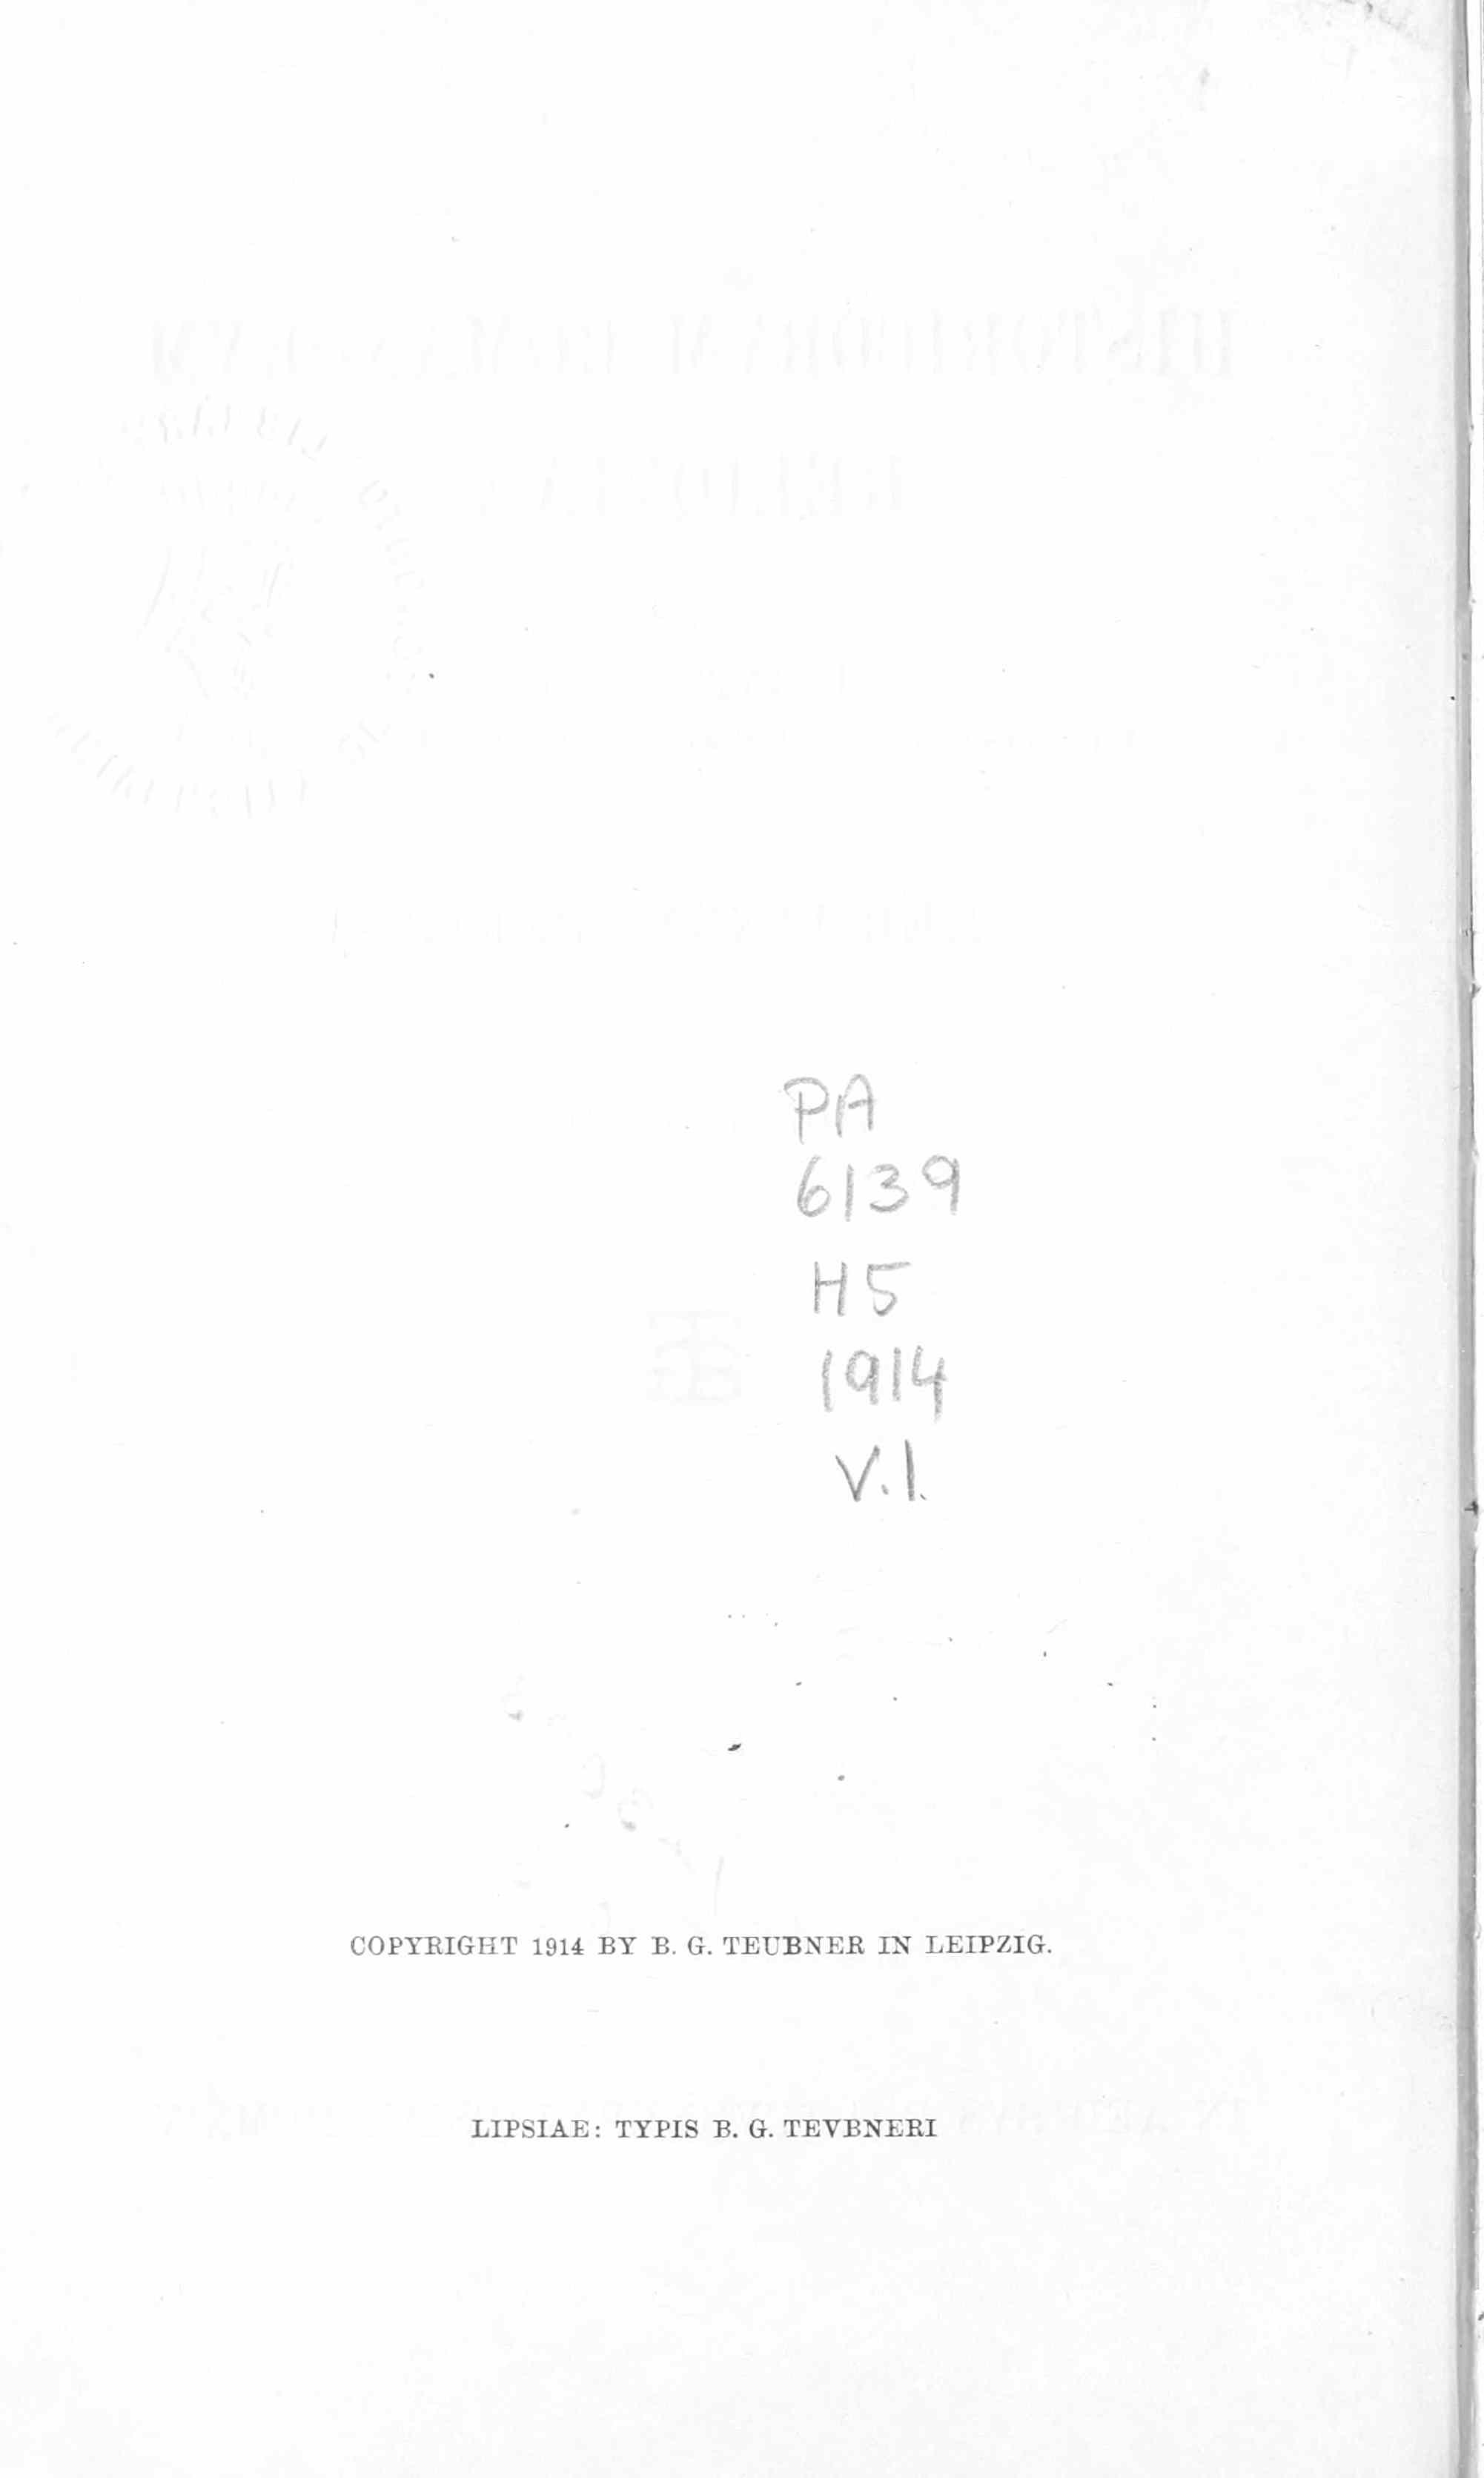 PA
6139
H5
1914
V.1.
COPYRIGHT 1914 BY B. G. TEUBNER IN LEIPZIG.
LIPSIAE: TYPIS B. G. TEVBNERI